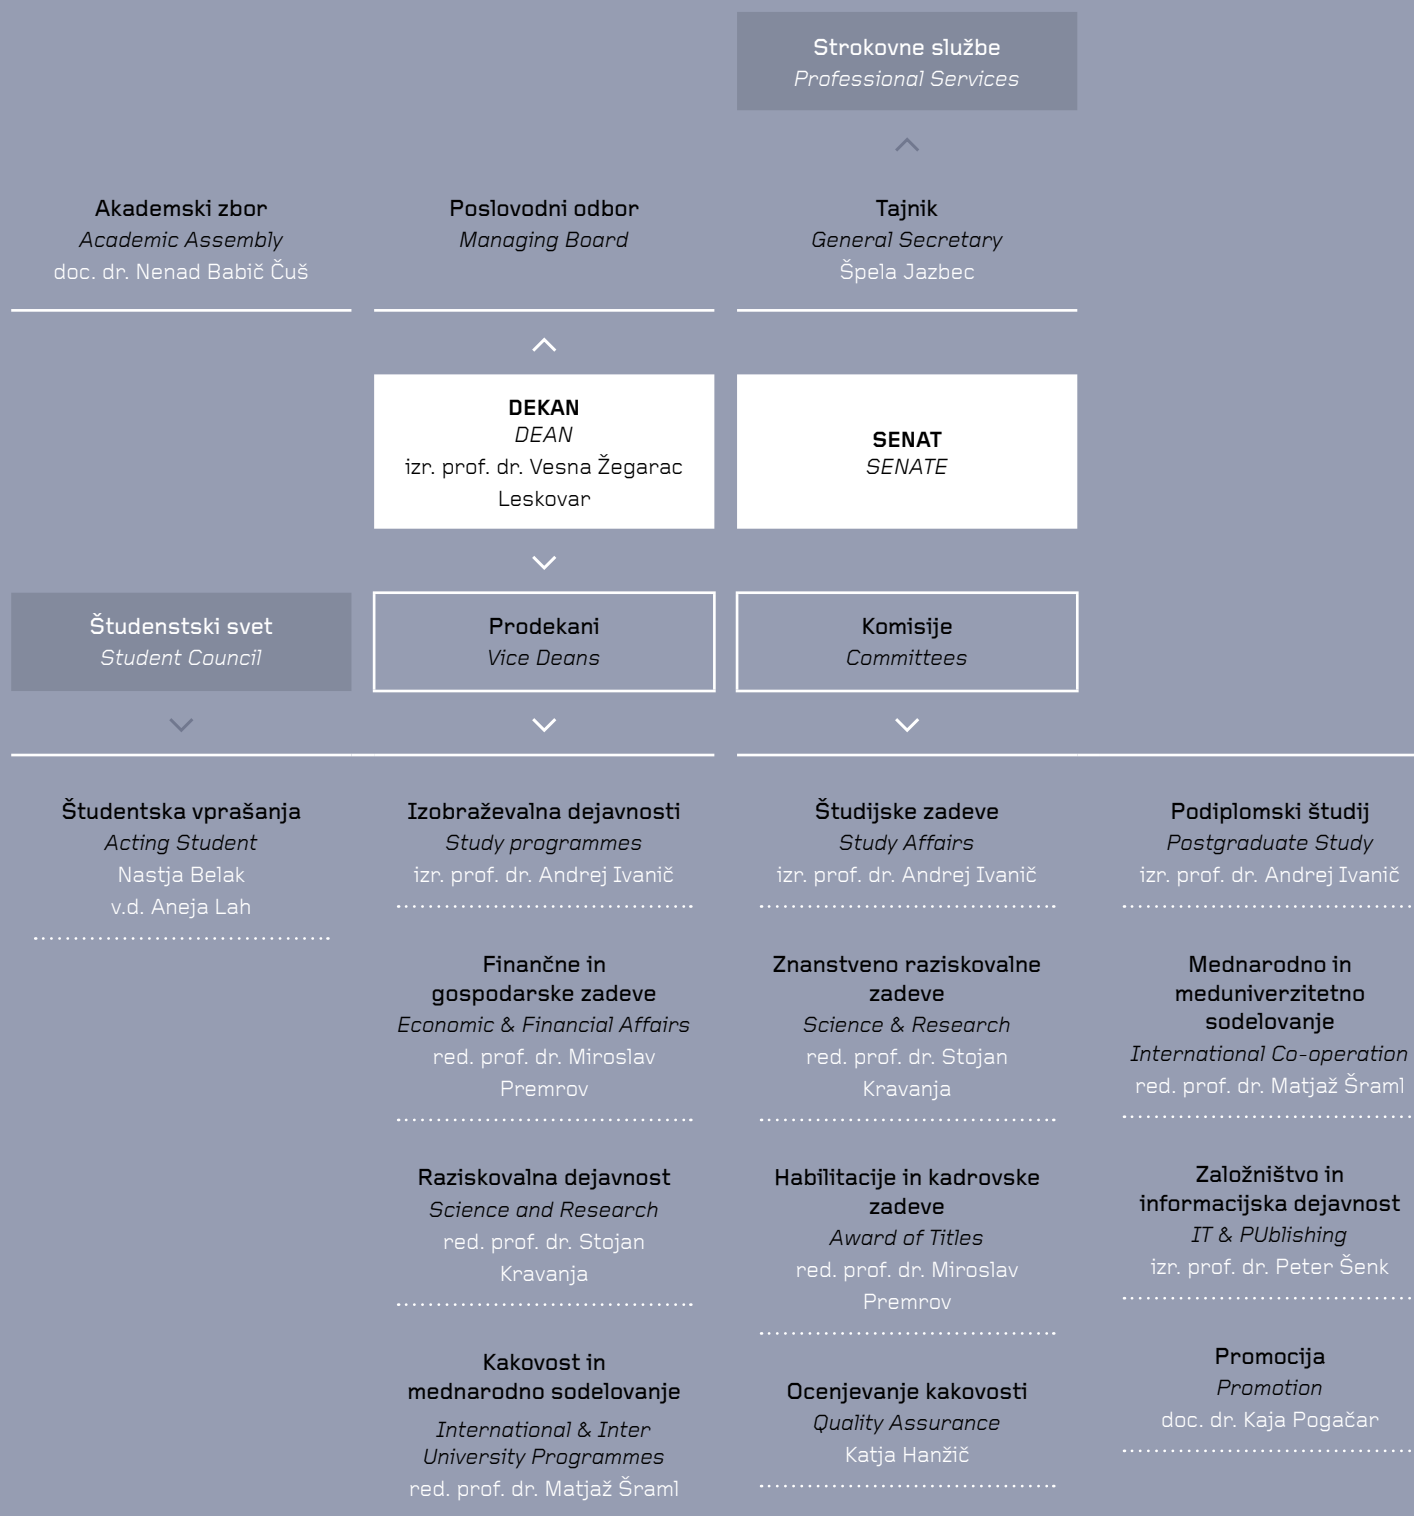 Strokovne službe
Professional Services
Akademski zbor
Academic Assembly
doc. dr. Nenad Babič Čuš
Poslovodni odbor
Managing Board
Tajnik
General Secretary
Špela Jazbec
DEKAN
DEAN
izr. prof. dr. Vesna Žegarac
Leskovar
SENAT
SENATE
Študenstski svet
Student Council
Prodekani
Vice Deans
Komisije
Committees
Študentska vprašanja
Acting Student
Nastja Belak
v.d. Aneja Lah
Izobraževalna dejavnosti
Study programmes
izr. prof. dr. Andrej Ivanič
Finančne in
gospodarske zadeve
Economic & Financial Affairs
red. prof. dr. Miroslav
Premrov
Raziskovalna dejavnost
Science and Research
red. prof. dr. Stojan
Kravanja
Kakovost in
mednarodno sodelovanje
International & Inter
University Programmes
red. prof. dr. Matjaž Šraml
Študijske zadeve
Study Affairs
izr. prof. dr. Andrej Ivanič
Znanstveno raziskovalne
zadeve
Science & Research
red. prof. dr. Stojan
Kravanja
Habilitacije in kadrovske
zadeve
Award of Titles
red. prof. dr. Miroslav
Premrov
Ocenjevanje kakovosti
Quality Assurance
Katja Hanžič
Podiplomski študij
Postgraduate Study
izr. prof. dr. Andrej Ivanič
Mednarodno in
meduniverzitetno
sodelovanje
International Co-operation
red. prof. dr. Matjaž Šraml
Založništvo in
informacijska dejavnost
IT & PUblishing
izr. prof. dr. Peter Šenk
Promocija
Promotion
doc. dr. Kaja Pogačar